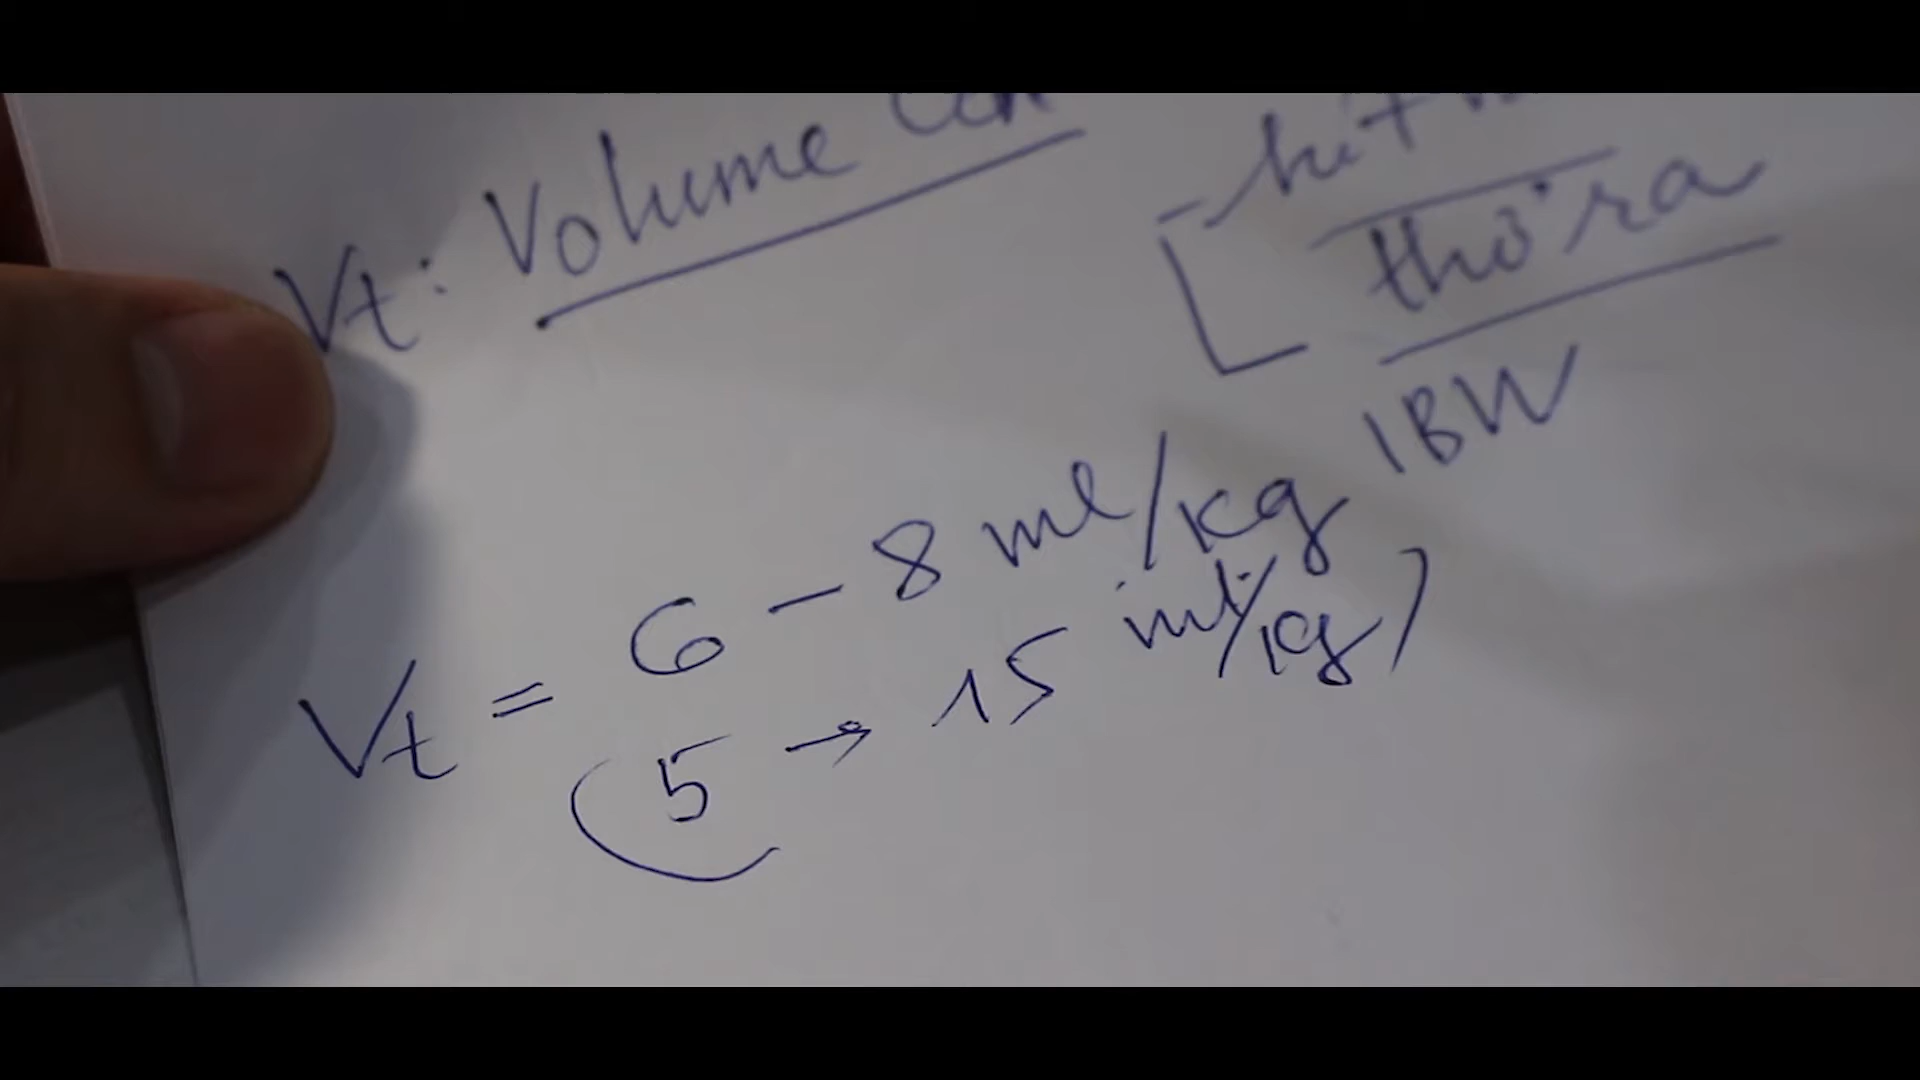 Vt: Volume
thở ra
Vt = 6 - 8 ml/kg IBW
(5 → 15 ml/kg)